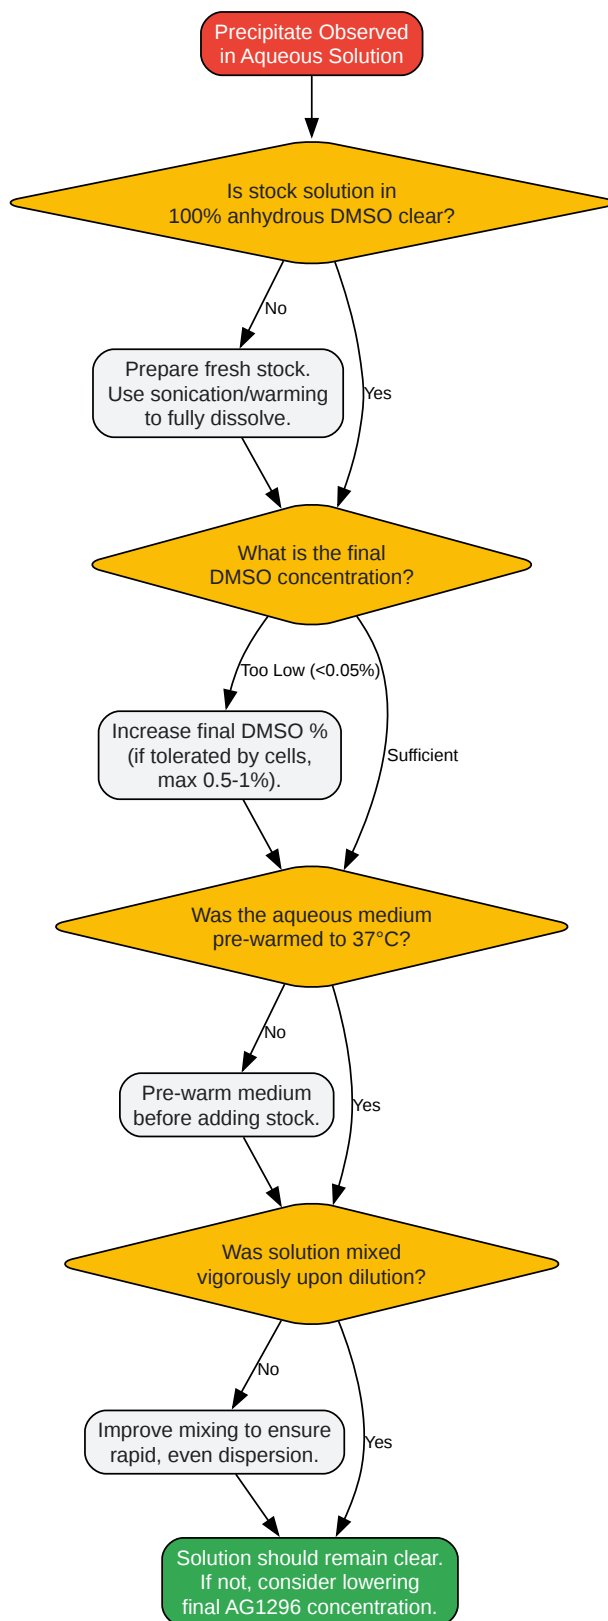 Precipitate Observed
in Aqueous Solution
Is stock solution in
100% anhydrous DMSO clear?
No
Prepare fresh stock.
Use sonication/warming
to fully dissolve.
Yes
What is the final
DMSO concentration?
Too Low (<0.05%)
Increase final DMSO %
(if tolerated by cells,
max 0.5-1%).
Sufficient
Was the aqueous medium
pre-warmed to 37°C?
No
Pre-warm medium
before adding stock.
Yes
Was solution mixed
vigorously upon dilution?
No
Improve mixing to ensure
rapid, even dispersion.
Yes
Solution should remain clear.
If not, consider lowering
final AG1296 concentration.